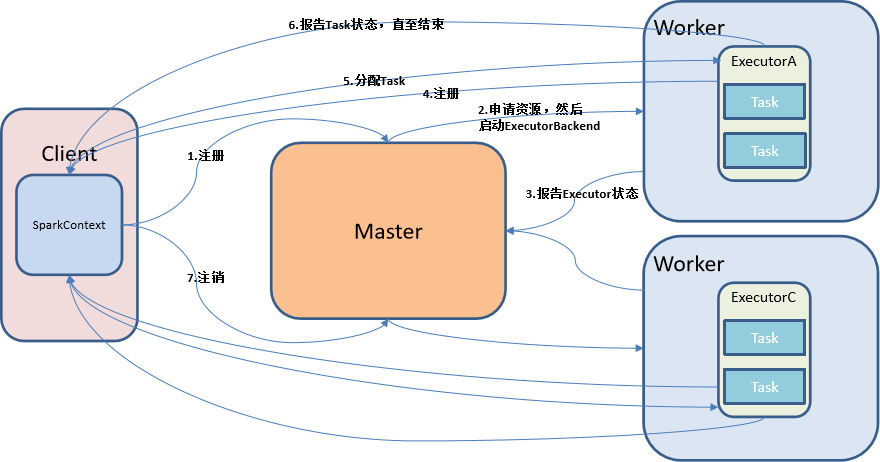 6.报告Task状态，直至结束
Worker
ExecutorA
5.分配Task
4.注册
Task
2.申请资源，然后
启动ExecutorBackend
Client
1.注册
Task
3.报告Executor状态
SparkContext
Master
Worker
7.注销
ExecutorC
Task
Task